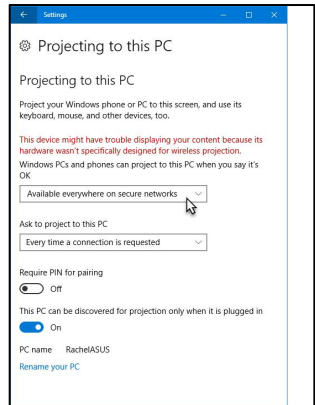 Settings
Projecting to this PC
Projecting to this PC
Project your Windows phone or PC to this screen, and use its
keyboard, mouse, and other devices, too.
This device might have trouble displaying your content because its
hardware wasn't specifically designed for wireless projection.
Windows PCs and phones can project to this PC when you say it's
OK
Available everywhere on secure networks
Ask to project to this PC
Every time a connection is requested
Require PIN for pairing
Off
This PC can be discovered for projection only when it is plugged in
On
PC name RachelASUS
Rename your PC